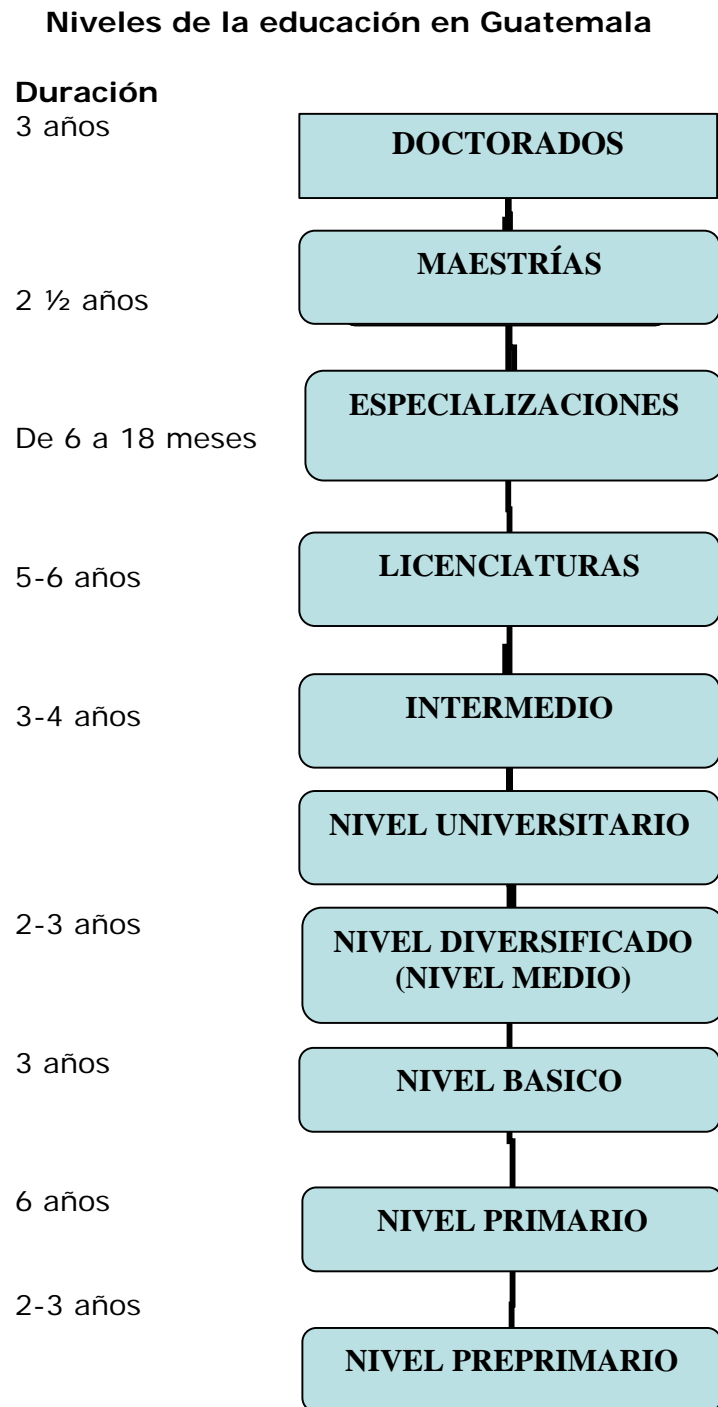 Niveles de la educación en Guatemala
Duración
3 años
DOCTORADOS
MAESTRÍAS
2 ½ años
ESPECIALIZACIONES
De 6 a 18 meses
LICENCIATURAS
5-6 años
INTERMEDIO
3-4 años
NIVEL UNIVERSITARIO
2-3 años
NIVEL DIVERSIFICADO
(NIVEL MEDIO)
3 años
NIVEL BASICO
6 años
NIVEL PRIMARIO
2-3 años
NIVEL PREPRIMARIO